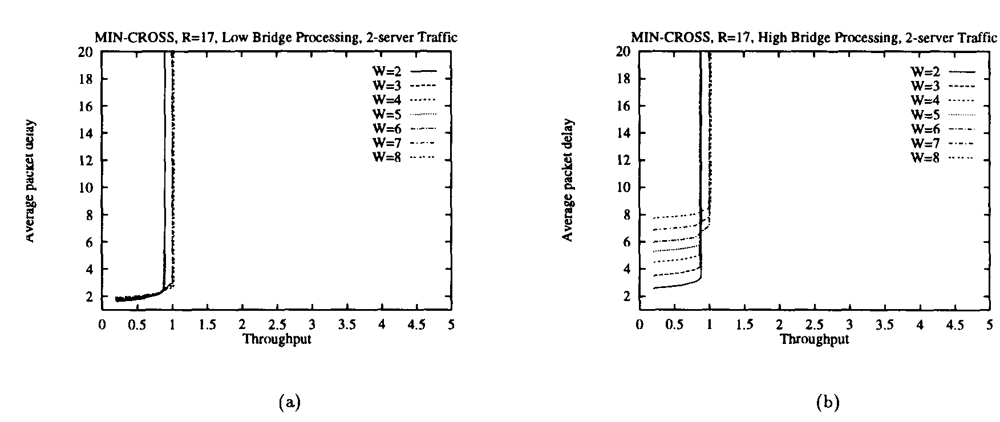 MIN-CROSS, R=17, Low Bridge Processing, 2-server Traffic
20
18
16
14
12
10
8
6
4
2
Average packet delay
W=2
W=3
W=4
W=5
W=6
W=7
W=8
0 0.5 1 1.5 2 2.5 3 3.5 4 4.5 5
Throughput
(a)
MIN-CROSS, R=17, High Bridge Processing, 2-server Traffic
20
18
16
14
12
10
8
6
4
2
Average packet delay
W=2
W=3
W=4
W=5
W=6
W=7
W=8
0 0.5 1 1.5 2 2.5 3 3.5 4 4.5 5
Throughput
(b)